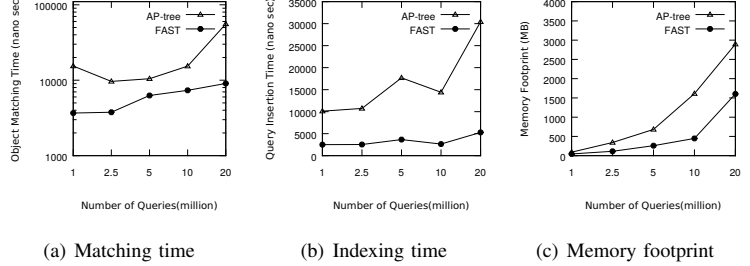 Object Matching Time (nano sec)
100000
10000
1000
AP-tree
FAST
1 2.5 5 10 20
Number of Queries(million)
(a) Matching time
Query Insertion Time (nano sec)
35000
30000
25000
20000
15000
10000
5000
0
AP-tree
FAST
1 2.5 5 10 20
Number of Queries(million)
(b) Indexing time
Memory Footprint (MB)
4000
3500
3000
2500
2000
1500
1000
500
0
AP-tree
FAST
1 2.5 5 10 20
Number of Queries(million)
(c) Memory footprint